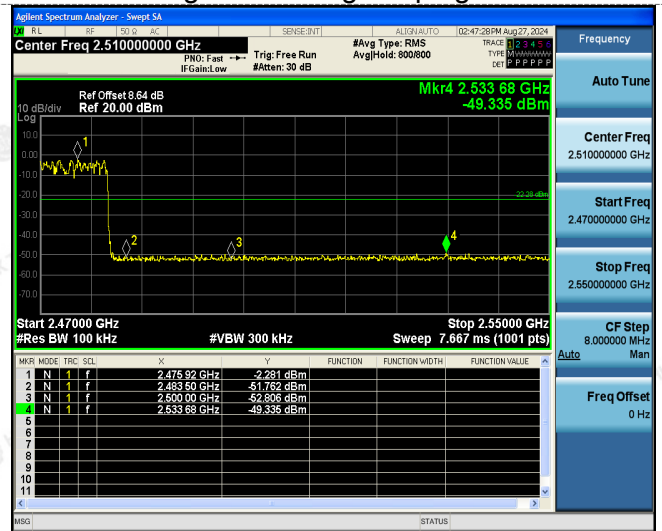 Agilent Spectrum Analyzer - Swept SA
LXI RL RF 50 Ω AC SENSE:INT ALIGN AUTO 02:47:28 PM Aug 27, 2024
Center Freq 2.510000000 GHz #Avg Type: RMS TRACE 1 2 3 4 5 6
PNO: Fast Trig: Free Run Avg|Hold: 800/800 TYPE M
IFGain:Low #Atten: 30 dB DET P P P P P P
Ref Offset 8.64 dB Mkr4 2.533 68 GHz
10 dB/div Ref 20.00 dBm -49.335 dBm
Log
10.0
0.00
-10.0
-20.0
-22.28 dBm
-30.0
-40.0
-50.0
-60.0
-70.0
1
2
3
4
Start 2.47000 GHz Stop 2.55000 GHz
#Res BW 100 kHz #VBW 300 kHz Sweep 7.667 ms (1001 pts)
MKR MODE TRC SCL X Y FUNCTION FUNCTION WIDTH FUNCTION VALUE
1 N 1 f 2.475 92 GHz -2.281 dBm
2 N 1 f 2.483 50 GHz -51.762 dBm
3 N 1 f 2.500 00 GHz -52.806 dBm
4 N 1 f 2.533 68 GHz -49.335 dBm
5
6
7
8
9
10
11
MSG STATUS
Frequency
Auto Tune
Center Freq
2.510000000 GHz
Start Freq
2.470000000 GHz
Stop Freq
2.550000000 GHz
CF Step
8.000000 MHz
Auto Man
Freq Offset
0 Hz